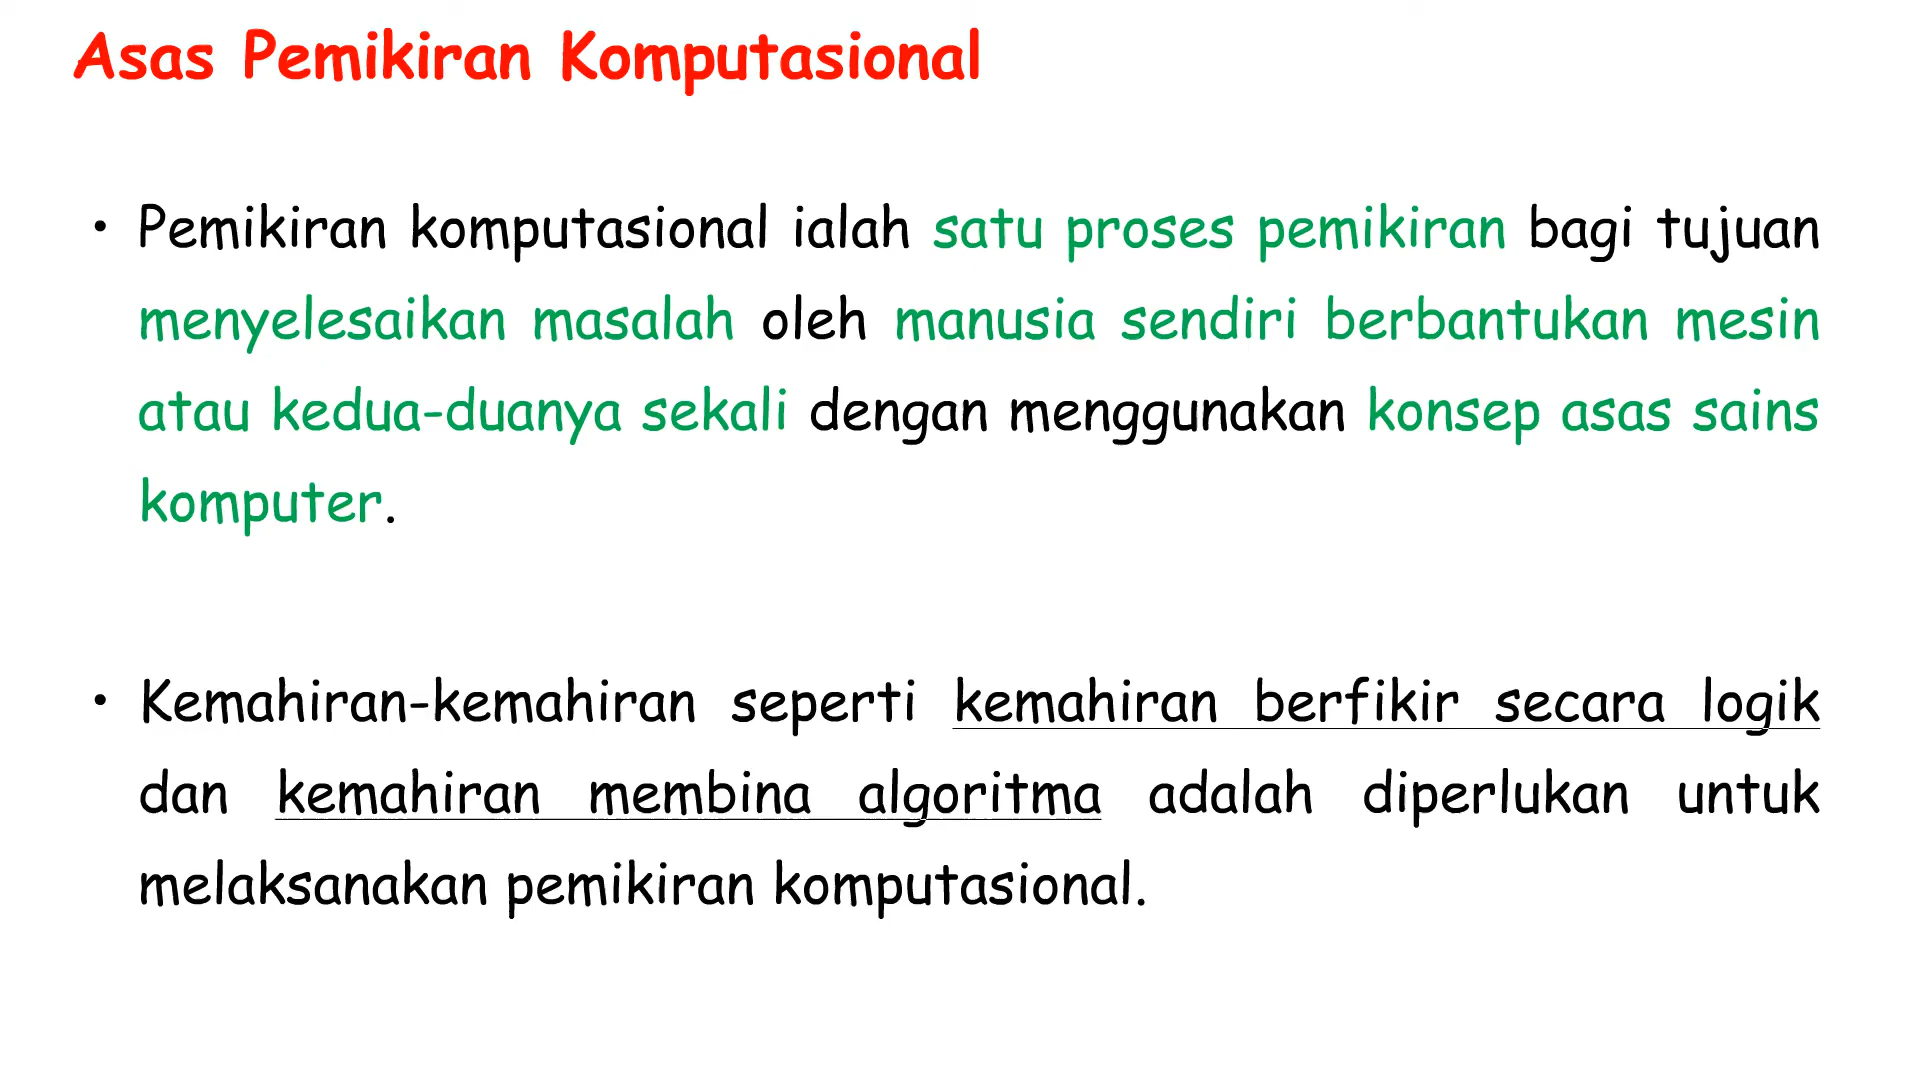 Asas Pemikiran Komputasional
• Pemikiran komputasional ialah satu proses pemikiran bagi tujuan
menyelesaikan masalah oleh manusia sendiri berbantukan mesin
atau kedua-duanya sekali dengan menggunakan konsep asas sains
komputer.
• Kemahiran-kemahiran seperti kemahiran berfikir secara logik
dan kemahiran membina algoritma adalah diperlukan untuk
melaksanakan pemikiran komputasional.